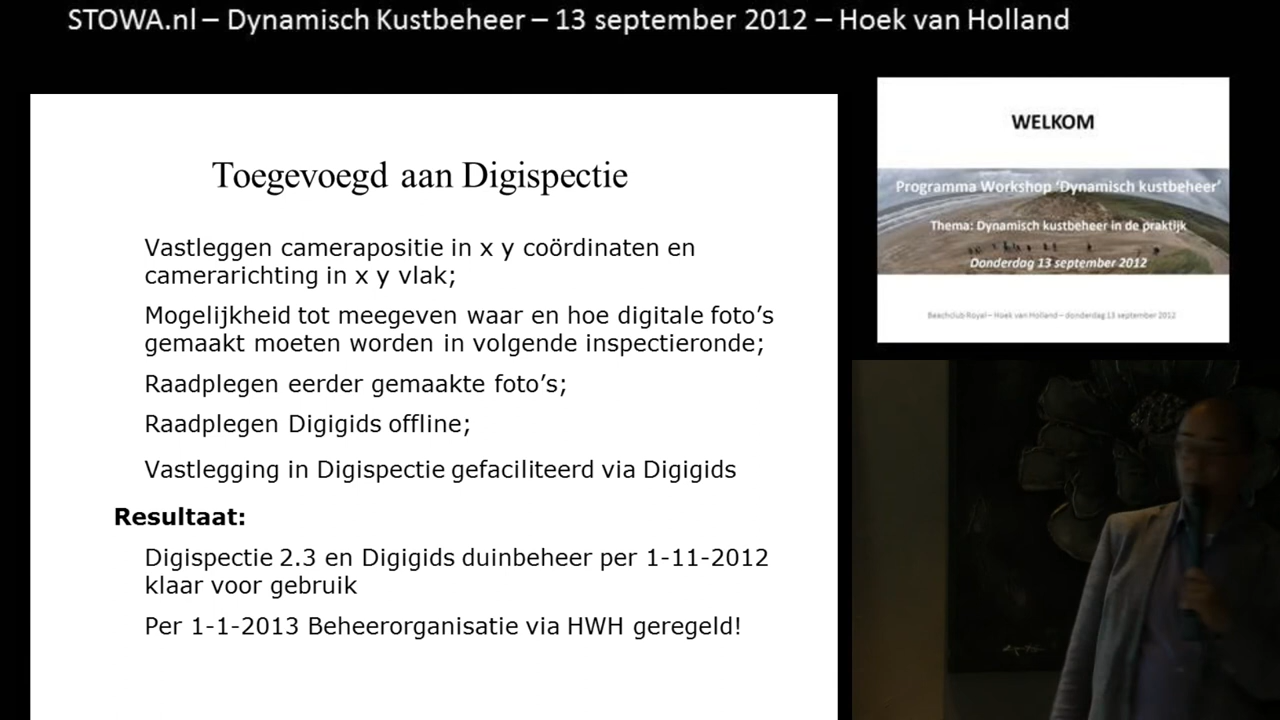 STOWA.nl – Dynamisch Kustbeheer – 13 september 2012 – Hoek van Holland
Toegevoegd aan Digispectie
Vastleggen camerapositie in x y coördinaten en
camerarichting in x y vlak;
Mogelijkheid tot meegeven waar en hoe digitale foto's
gemaakt moeten worden in volgende inspectieronde;
Raadplegen eerder gemaakte foto's;
Raadplegen Digigids offline;
Vastlegging in Digispectie gefaciliteerd via Digigids
Resultaat:
Digispectie 2.3 en Digigids duinbeheer per 1-11-2012
klaar voor gebruik
Per 1-1-2013 Beheerorganisatie via HWH geregeld!
WELKOM
Programma Workshop 'Dynamisch kustbeheer'
Thema: Dynamisch kustbeheer in de praktijk
Donderdag 13 september 2012
Beachclub Royal – Hoek van Holland – donderdag 13 september 2012